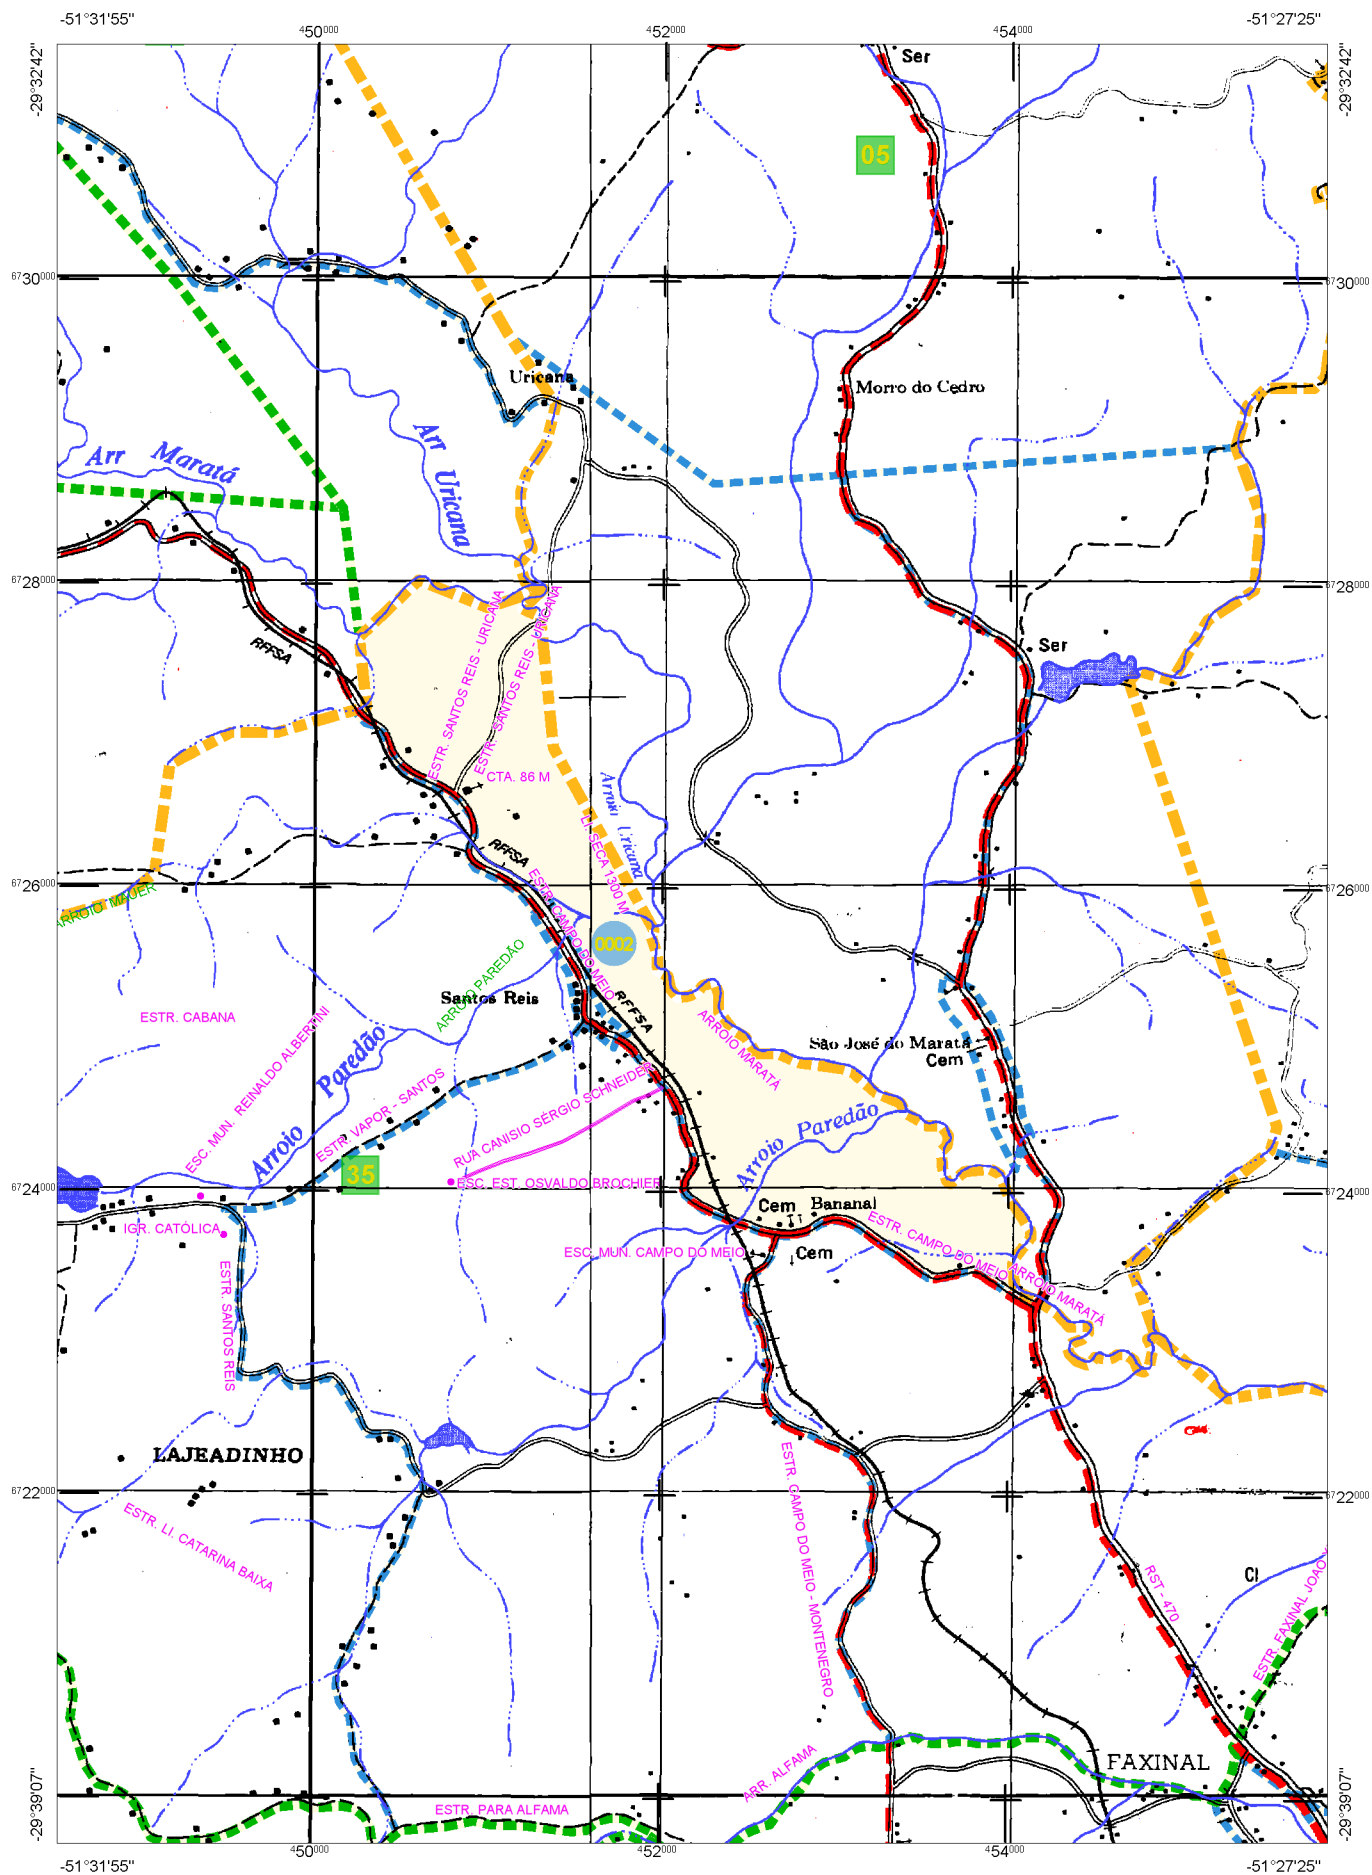 -51°31'55"
-51°27'25"
450000
452000
454000
-29°32'42"
-29°32'42"
Ser
05
6730000
6730000
Uricana
Morro do Cedro
Arr Maratá
Arr Uricana
6728000
6728000
RFFSA
ESTR. SANTOS REIS - URICANA
ESTR. SANTOS REIS - URICANA
Ser
CTA. 86 M
Arroio Uricana
LI. SECA 1300 M
RFFSA
6726000
6726000
ARROIO MAUER
ESTR. CAMPO DO MEIO
0002
ARROIO PAREDÃO
Santos Reis
RFFSA
ESTR. CABANA
ESC. MUN. REINALDO ALBERTINI
Arroio Paredão
ARROIO MARATÁ
São José do Maratá
Cem
ESTR. VAPOR - SANTOS
RUA CANISIO SÉRGIO SCHNEIDER
Arroio Paredão
35
ESC. EST. OSVALDO BROCHIER
6724000
6724000
Cem
Bananal
IGR. CATÓLICA
ESC. MUN. CAMPO DO MEIO
Cem
ESTR. CAMPO DO MEIO
ARROIO MARATÁ
ESTR. SANTOS REIS
LAJEADINHO
6722000
6722000
ESTR. LI. CATARINA BAIXA
ESTR. CAMPO DO MEIO - MONTENEGRO
RST - 470
Cl
ESTR. FAXINAL JOAO
ARR. ALFAMA
FAXINAL
ESTR. PARA ALFAMA
-29°39'07"
-29°39'07"
450000
452000
454000
-51°31'55"
-51°27'25"